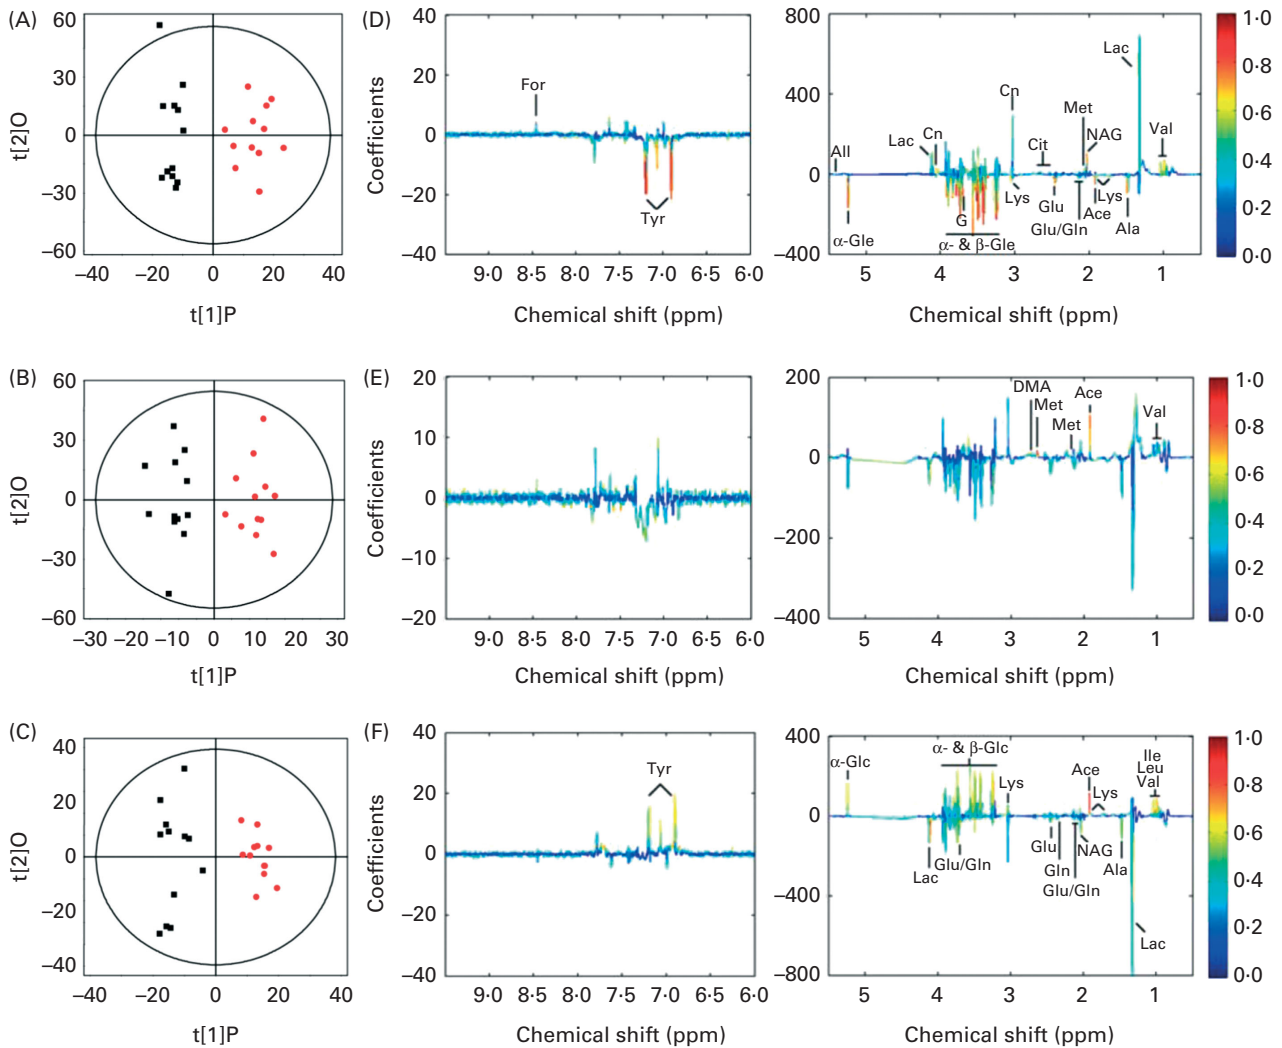 (A)
60
30
0
−30
−60
t[2]O
−40
−20
0
20
40
t[1]P
(D)
40
20
0
−20
−40
Coefficients
For
Tyr
9·0
8·5
8·0
7·5
7·0
6·5
6·0
Chemical shift (ppm)
800
400
0
−400
Lac
Cn
Met
NAG
Val
Cit
Lac
Cn
All
Lys
Glu
Lys
Ace
Glu/Gln
Ala
G
α-Gle
α- & β-Gle
5
4
3
2
1
Chemical shift (ppm)
1·0
0·8
0·6
0·4
0·2
0·0
(B)
60
30
0
−30
−60
t[2]O
−30
−20
−10
0
10
20
30
t[1]P
(E)
20
10
0
−10
−20
Coefficients
9·0
8·5
8·0
7·5
7·0
6·5
6·0
Chemical shift (ppm)
200
0
−200
−400
DMA
Met
Ace
Met
Val
5
4
3
2
1
Chemical shift (ppm)
1·0
0·8
0·6
0·4
0·2
0·0
(C)
40
20
0
−20
−40
t[2]O
−40
−20
0
20
40
t[1]P
(F)
40
20
0
−20
−40
Coefficients
Tyr
9·0
8·5
8·0
7·5
7·0
6·5
6·0
Chemical shift (ppm)
400
0
−400
−800
α-Glc
α- & β-Glc
Lys
Ace
Lys
Ile
Leu
Val
Lac
Glu/Gln
Glu
Gln
Glu/Gln
NAG
Ala
Lac
5
4
3
2
1
Chemical shift (ppm)
1·0
0·8
0·6
0·4
0·2
0·0